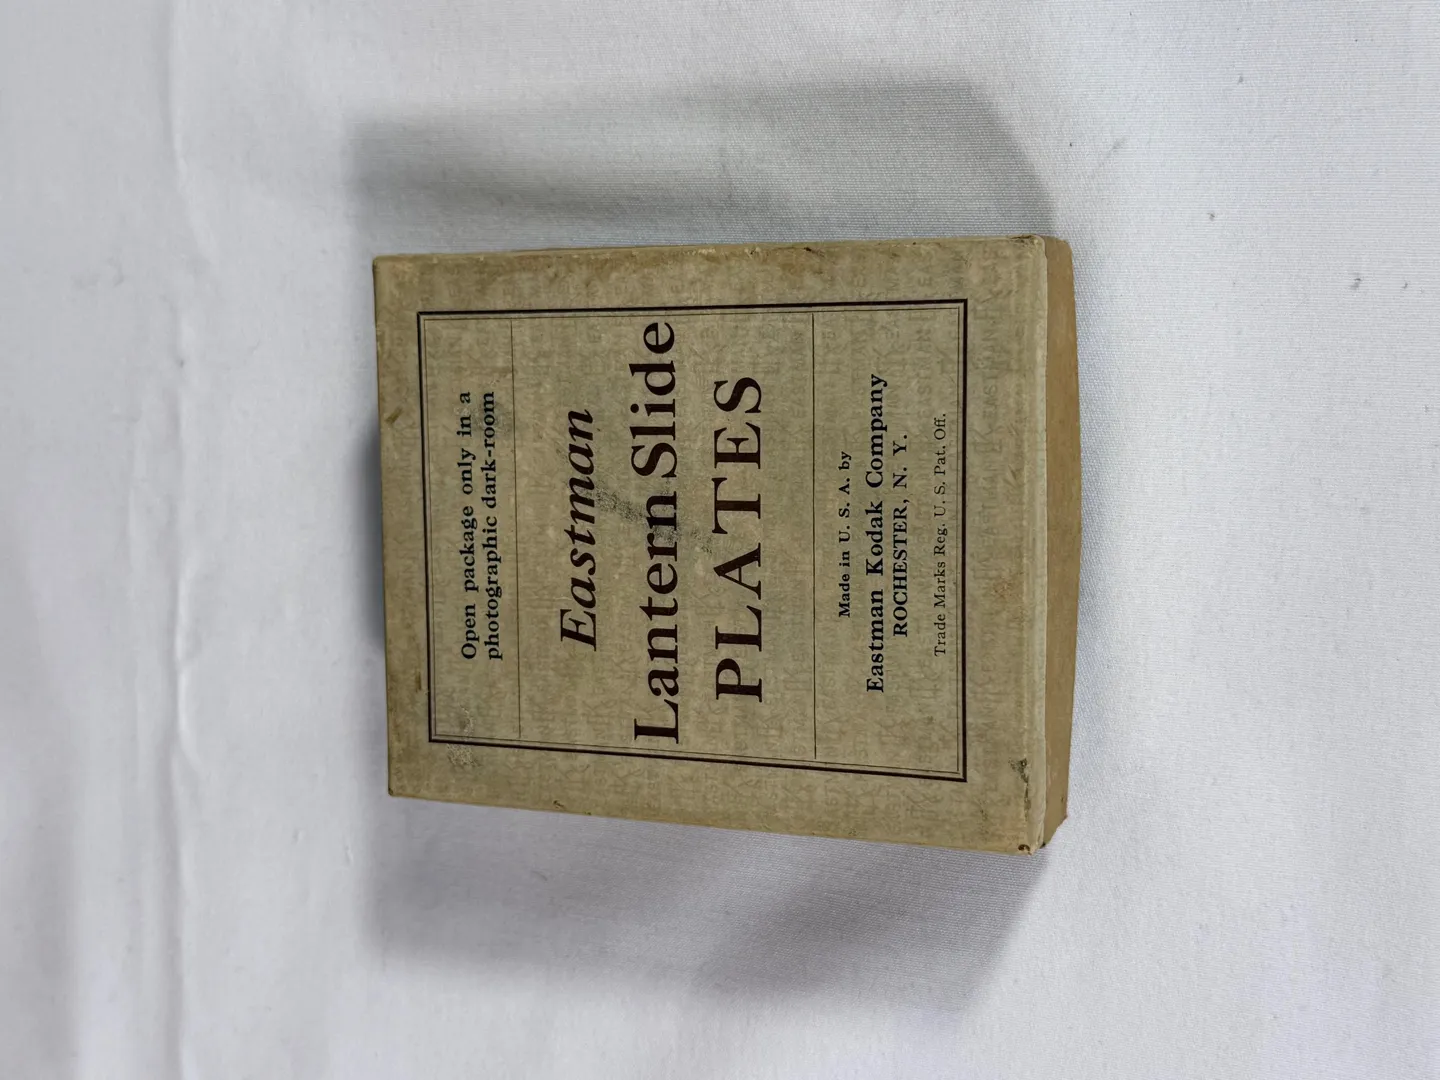 Open package only in a
photographic dark-room
Eastman
Lantern Slide
PLATES
Made in U. S. A. by
Eastman Kodak Company
ROCHESTER, N. Y.
Trade Marks Reg. U. S. Pat. Off.